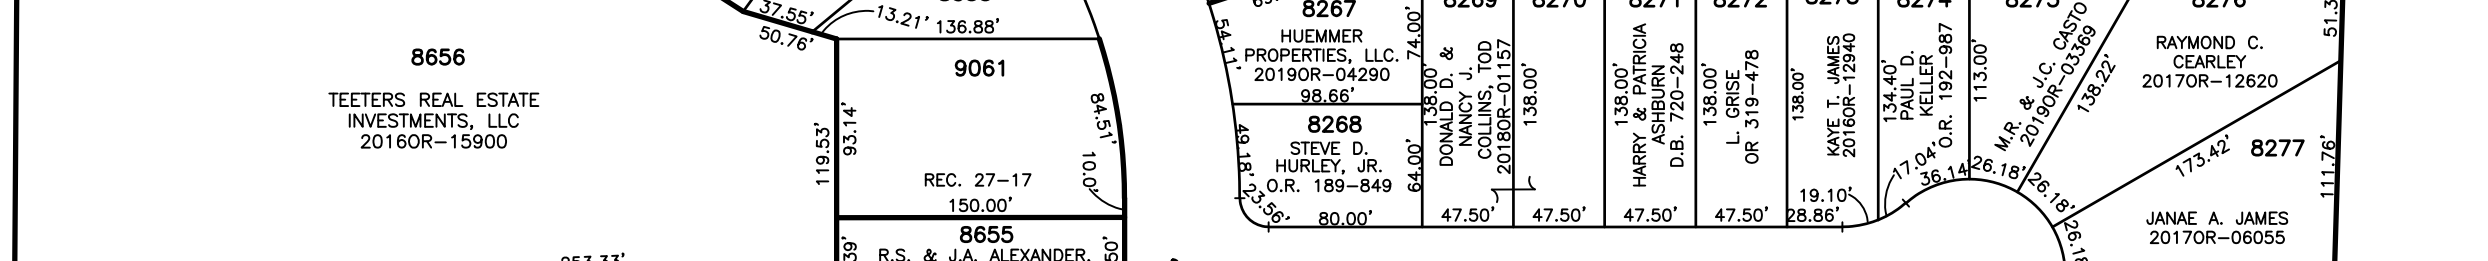 37.55'
50.76'
13.21'
136.88'
8656
TEETERS REAL ESTATE
INVESTMENTS, LLC
2016OR-15900
9061
84.51'
119.53'
93.14'
10.0'
REC. 27-17
150.00'
8655
R.S. & J.A. ALEXANDER,
54.11'
8267
HUEMMER
PROPERTIES, LLC.
2019OR-04290
74.00'
98.66'
8268
STEVE D.
HURLEY, JR.
O.R. 189-849
49.18'
64.00'
23.56'
80.00'
138.00'
DONALD D. &
NANCY J.
COLLINS, TOD
2018OR-01157
47.50'
138.00'
47.50'
138.00'
HARRY & PATRICIA
ASHBURN
D.B. 720-248
47.50'
8272
138.00'
L. GRISE
OR 319-478
47.50'
138.00'
KAYE T. JAMES
2016OR-12940
19.10'
28.86'
134.40'
PAUL D.
KELLER
O.R. 192-987
17.04'
36.14'
113.00'
M.R. & J.C. CASTO
2019OR-03369
138.22'
26.18'
8276
RAYMOND C.
CEARLEY
2017OR-12620
26.18'
173.42'
8277
111.76'
JANAE A. JAMES
2017OR-06055